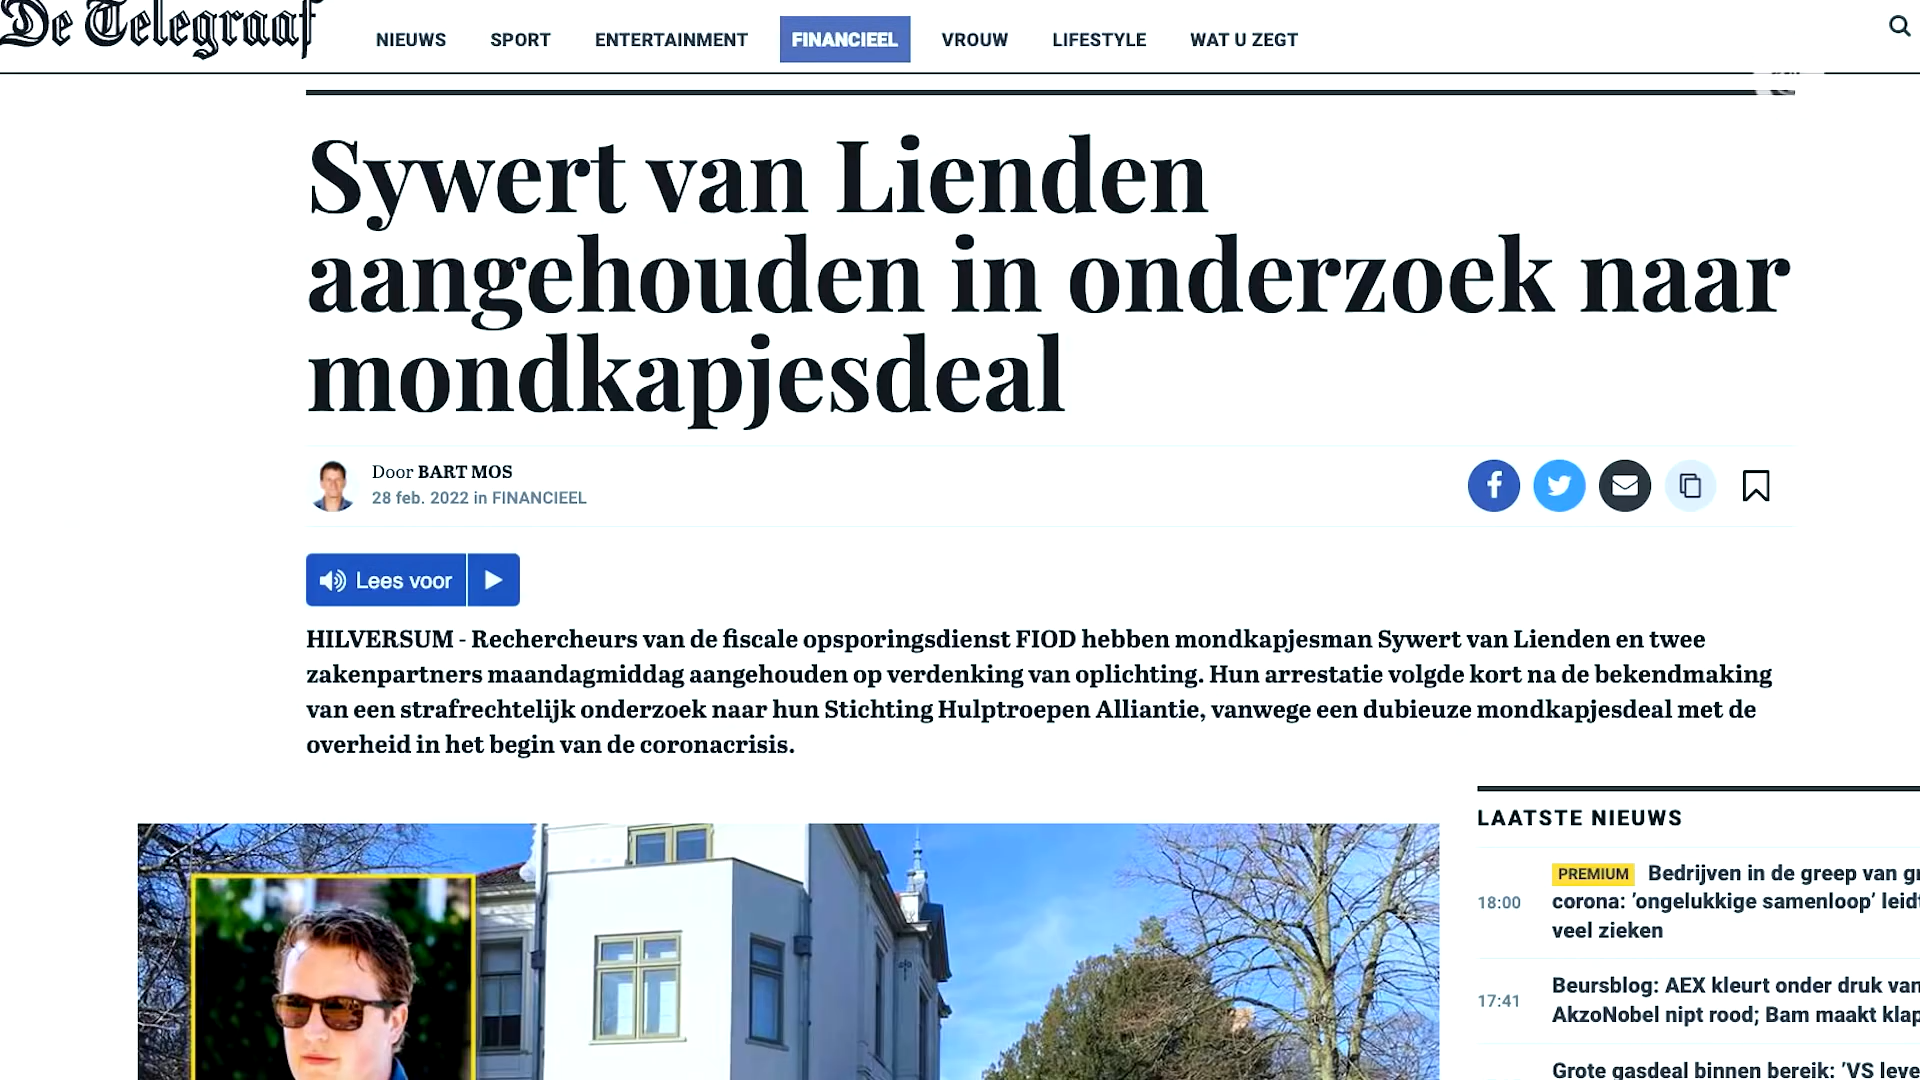 De Telegraaf
NIEUWS SPORT ENTERTAINMENT FINANCIEEL VROUW LIFESTYLE WAT U ZEGT
Sywert van Lienden
aangehouden in onderzoek naar
mondkapjesdeal
Door BART MOS
28 feb. 2022 in FINANCIEEL
Lees voor
HILVERSUM - Rechercheurs van de fiscale opsporingsdienst FIOD hebben mondkapjesman Sywert van Lienden en twee
zakenpartners maandagmiddag aangehouden op verdenking van oplichting. Hun arrestatie volgde kort na de bekendmaking
van een strafrechtelijk onderzoek naar hun Stichting Hulptroepen Alliantie, vanwege een dubieuze mondkapjesdeal met de
overheid in het begin van de coronacrisis.
LAATSTE NIEUWS
18:00
PREMIUM Bedrijven in de greep van
corona: 'ongelukkige samenloop'
veel zieken
17:41
Beursblog: AEX kleurt onder druk van
AkzoNobel nipt rood; Bam maakt
Grote gasdeal binnen bereik: 'VS